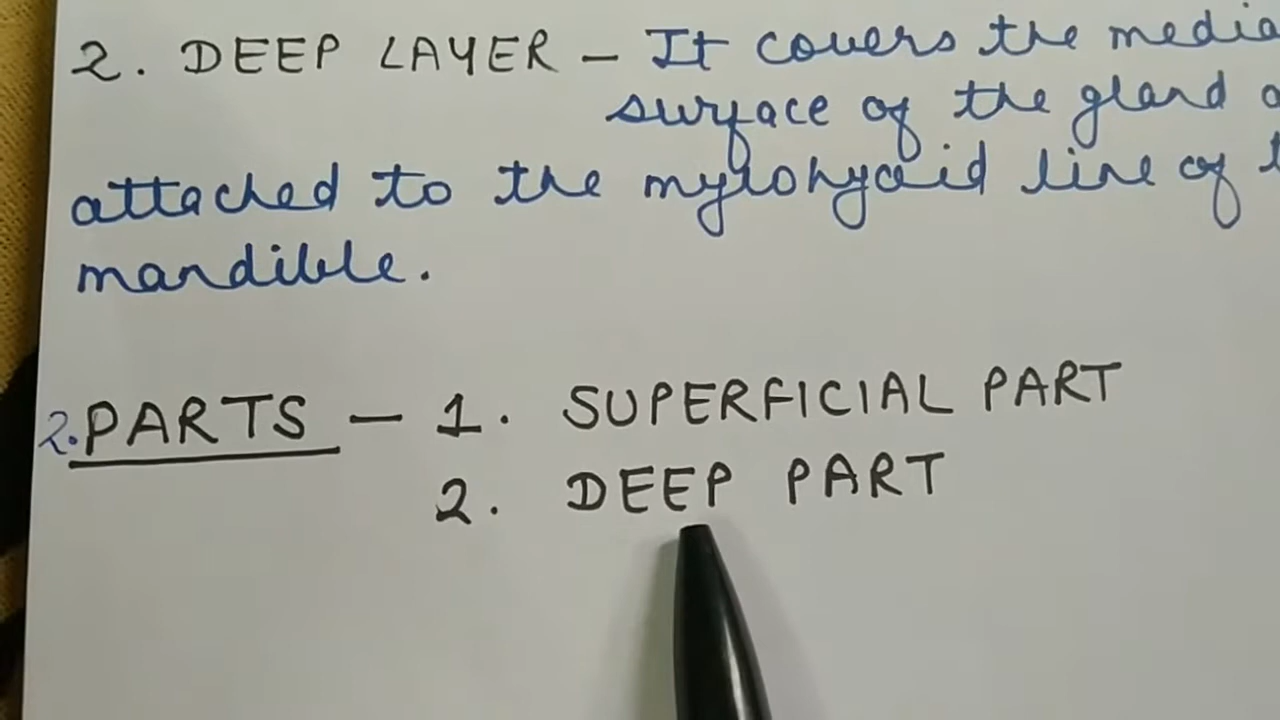 2. DEEP LAYER – It covers the media
surface of the gland
attached to the mylohyoid line of
mandible.
2. PARTS – 1. SUPERFICIAL PART
2. DEEP PART